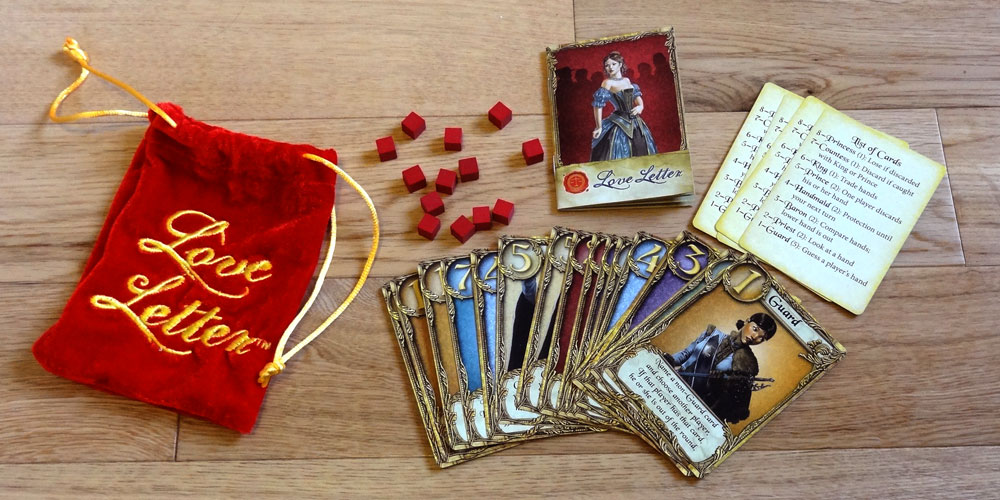 Love
Letter™
Love Letter
List of Cards
8–Princess (1): Lose if discarded
7–Countess (1): Discard if caught
with King or Prince
6–King (1): Trade hands
5–Prince (2): One player discards
his or her hand
4–Handmaid (2): Protection until
your next turn
3–Baron (2): Compare hands;
lower hand is out
2–Priest (2): Look at a hand
1–Guard (3): Guess a player's hand
7
5
4
3
1
Guard
Name a non-Guard card
and choose another player.
If that player has that card,
he or she is out of the round.